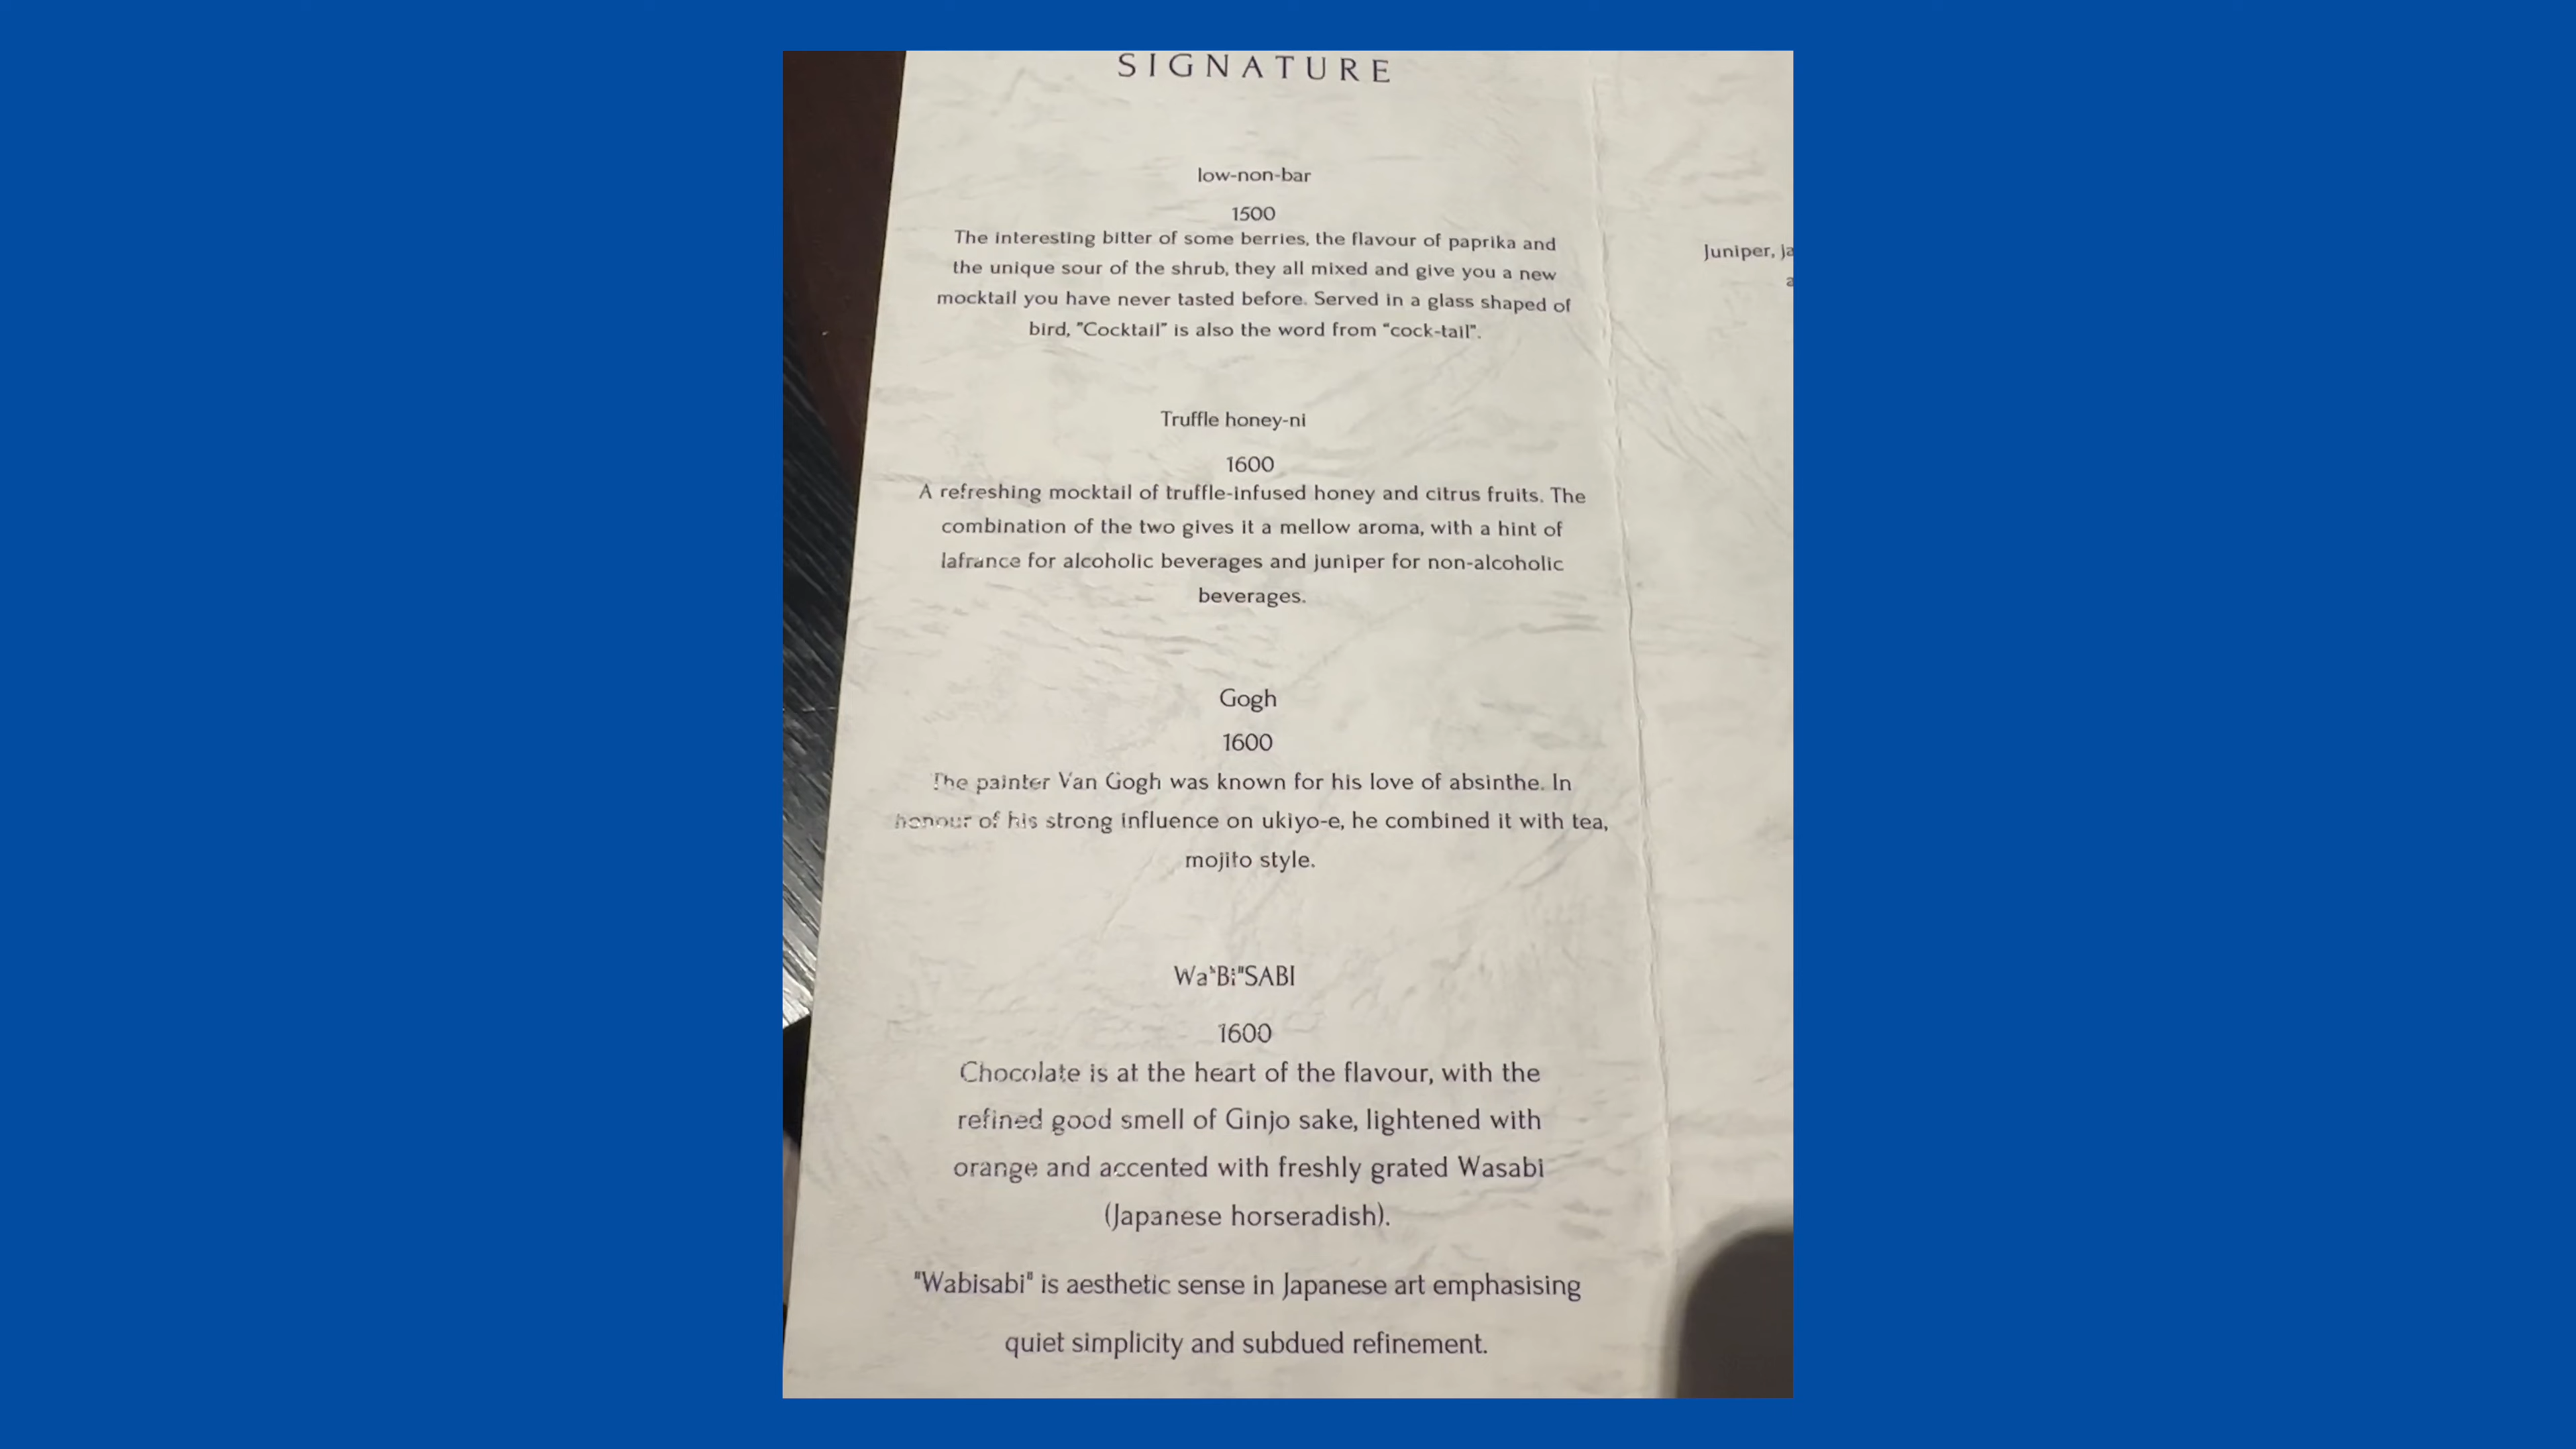 SIGNATURE
low-non-bar
1500
The interesting bitter of some berries, the flavour of paprika and
the unique sour of the shrub, they all mixed and give you a new
mocktail you have never tasted before. Served in a glass shaped of
bird, "Cocktail" is also the word from "cock-tail".
Truffle honey-ni
1600
A refreshing mocktail of truffle-infused honey and citrus fruits. The
combination of the two gives it a mellow aroma, with a hint of
lafrance for alcoholic beverages and juniper for non-alcoholic
beverages.
Gogh
1600
The painter Van Gogh was known for his love of absinthe. In
honour of his strong influence on ukiyo-e, he combined it with tea,
mojito style.
Wa"Bi"SABI
1600
Chocolate is at the heart of the flavour, with the
refined good smell of Ginjo sake, lightened with
orange and accented with freshly grated Wasabi
(Japanese horseradish).
"Wabisabi" is aesthetic sense in Japanese art emphasising
quiet simplicity and subdued refinement.
Juniper,